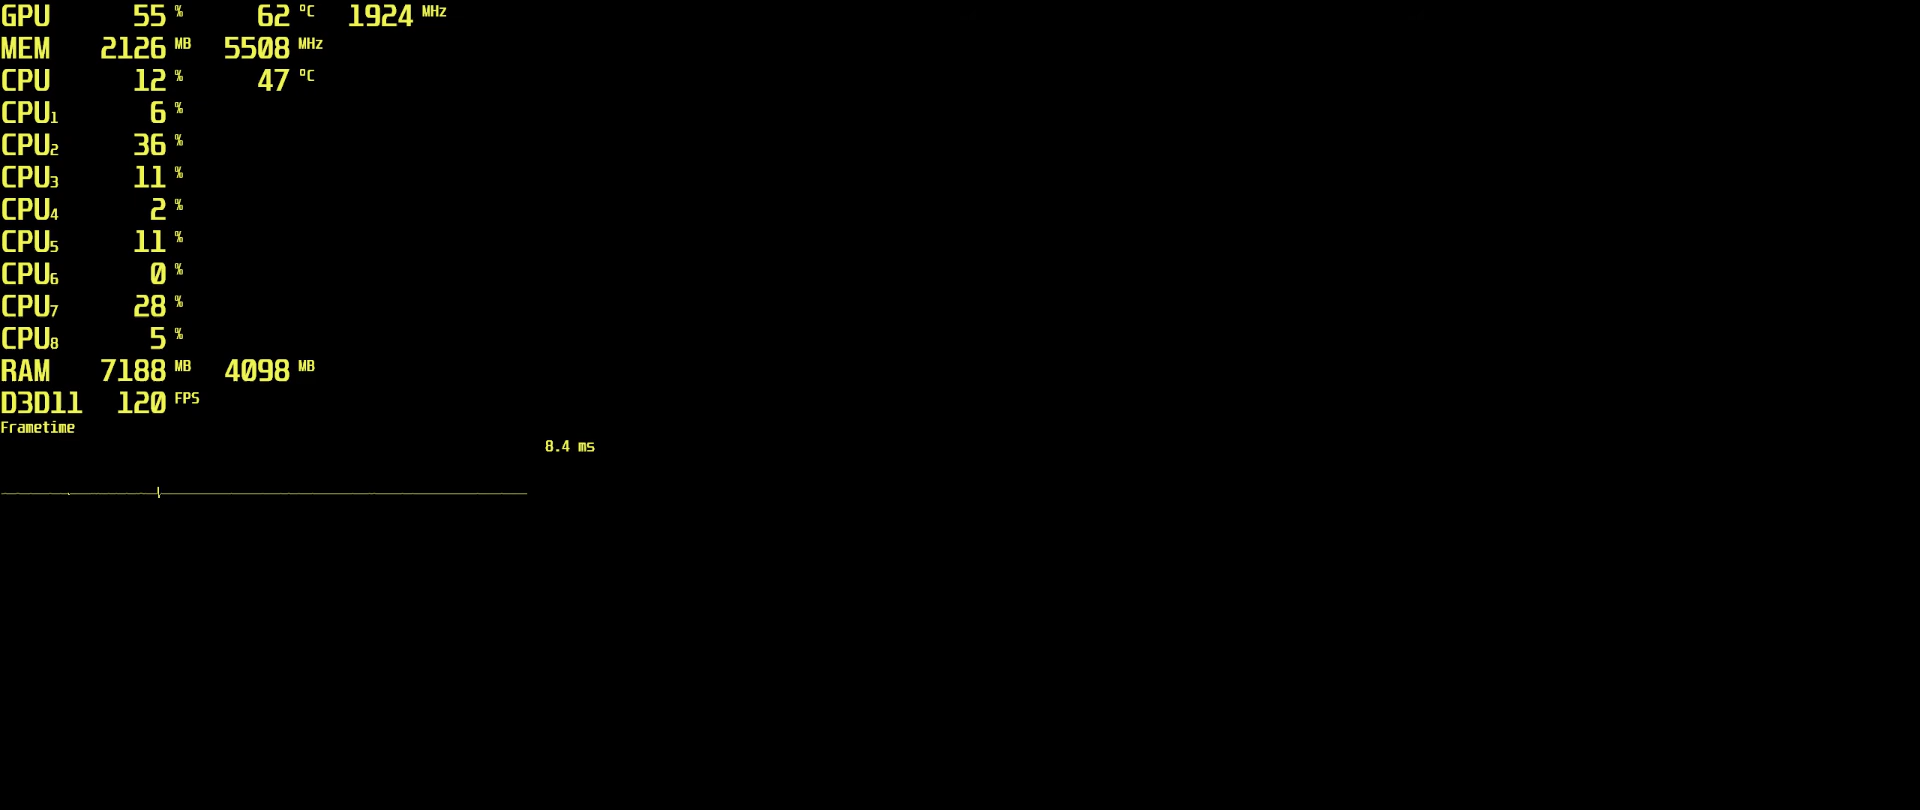 GPU 55 % 62 °C 1924 MHz
MEM 2126 MB 5508 MHz
CPU 12 % 47 °C
CPU1 6 %
CPU2 36 %
CPU3 11 %
CPU4 2 %
CPU5 11 %
CPU6 0 %
CPU7 28 %
CPU8 5 %
RAM 7188 MB 4098 MB
D3D11 120 FPS
Frametime
8.4 ms